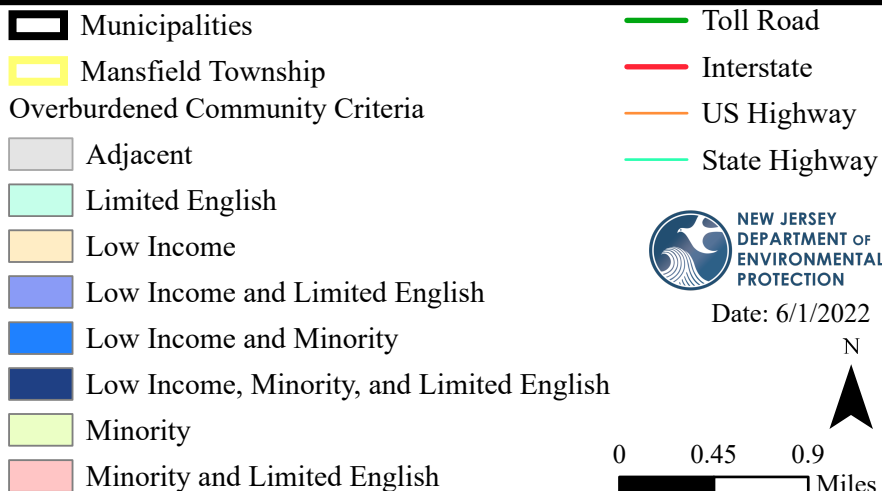 Municipalities
Mansfield Township
Overburdened Community Criteria
Adjacent
Limited English
Low Income
Low Income and Limited English
Low Income and Minority
Low Income, Minority, and Limited English
Minority
Minority and Limited English
Toll Road
Interstate
US Highway
State Highway
NEW JERSEY
DEPARTMENT OF
ENVIRONMENTAL
PROTECTION
Date: 6/1/2022
N
0 0.45 0.9
Miles